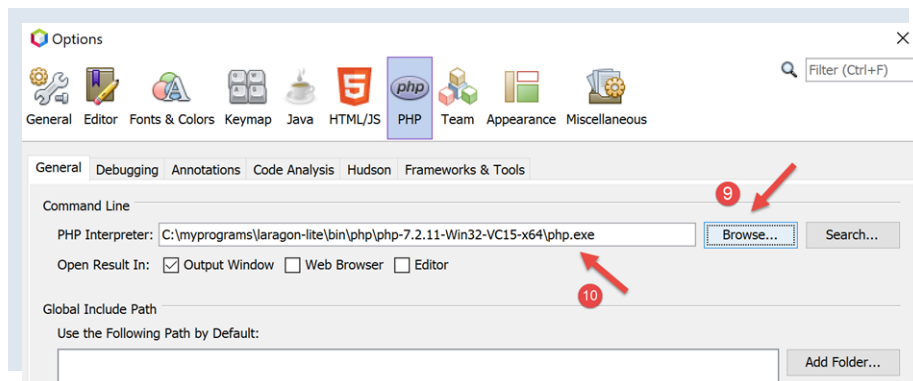 Options
Filter (Ctrl+F)
General Editor Fonts & Colors Keymap Java HTML/JS PHP Team Appearance Miscellaneous
General Debugging Annotations Code Analysis Hudson Frameworks & Tools
9
Command Line
PHP Interpreter: C:\myprograms\laragon-lite\bin\php\php-7.2.11-Win32-VC15-x64\php.exe Browse... Search...
Open Result In: Output Window Web Browser Editor
10
Global Include Path
Use the Following Path by Default:
Add Folder...